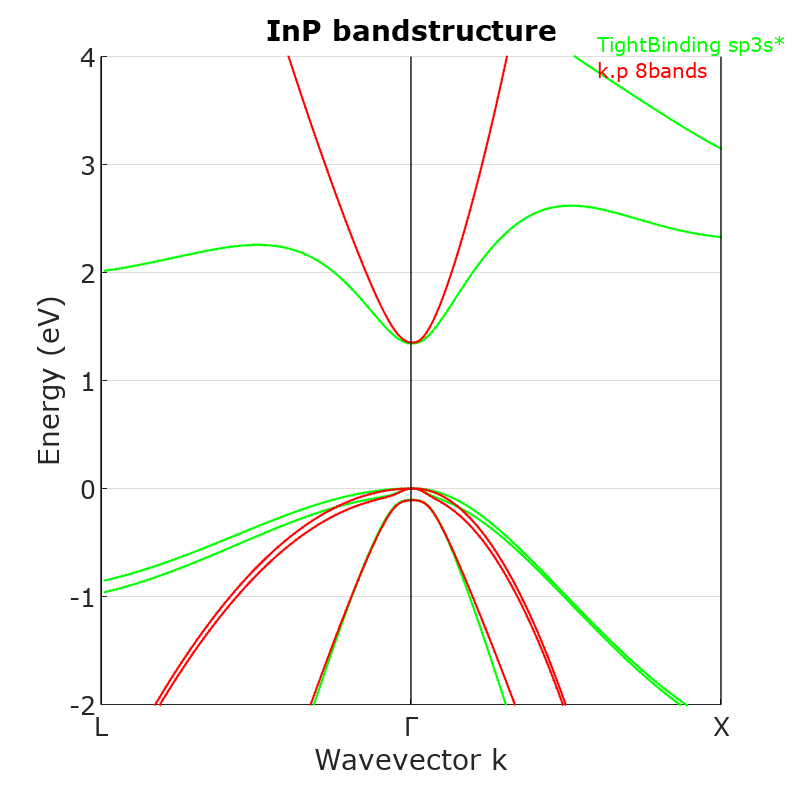 InP bandstructure
TightBinding sp3s*
k.p 8bands
4
3
2
1
0
-1
-2
Energy (eV)
L
Γ
X
Wavevector k